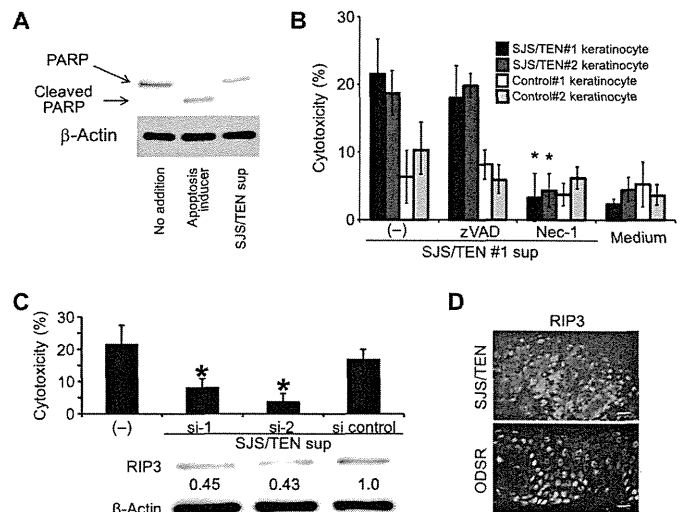 A
PARP
Cleaved
PARP
β-Actin
No addition
Apoptosis
inducer
SJS/TEN sup
B
Cytotoxicity (%)
30
20
10
0
SJS/TEN#1 keratinocyte
SJS/TEN#2 keratinocyte
Control#1 keratinocyte
Control#2 keratinocyte
* *
(–) zVAD Nec-1 Medium
SJS/TEN #1 sup
C
Cytotoxicity (%)
30
20
10
0
* *
(–) si-1 si-2 si control
SJS/TEN sup
RIP3
0.45 0.43 1.0
β-Actin
D
RIP3
SJS/TEN
ODSR